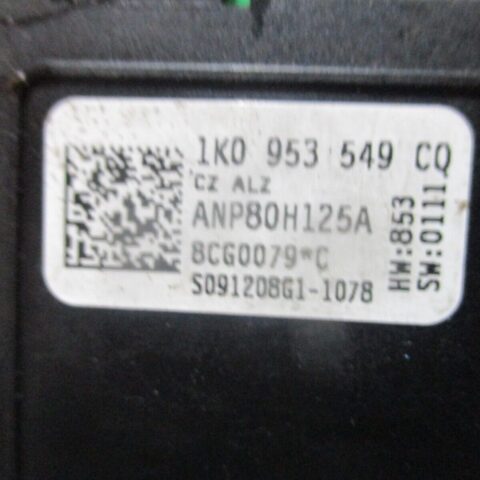 1K0 953 549 CQ
CZ ALZ
ANP80H125A
8CG0079*C
S091208G1-1078
HW:853
SW:0111